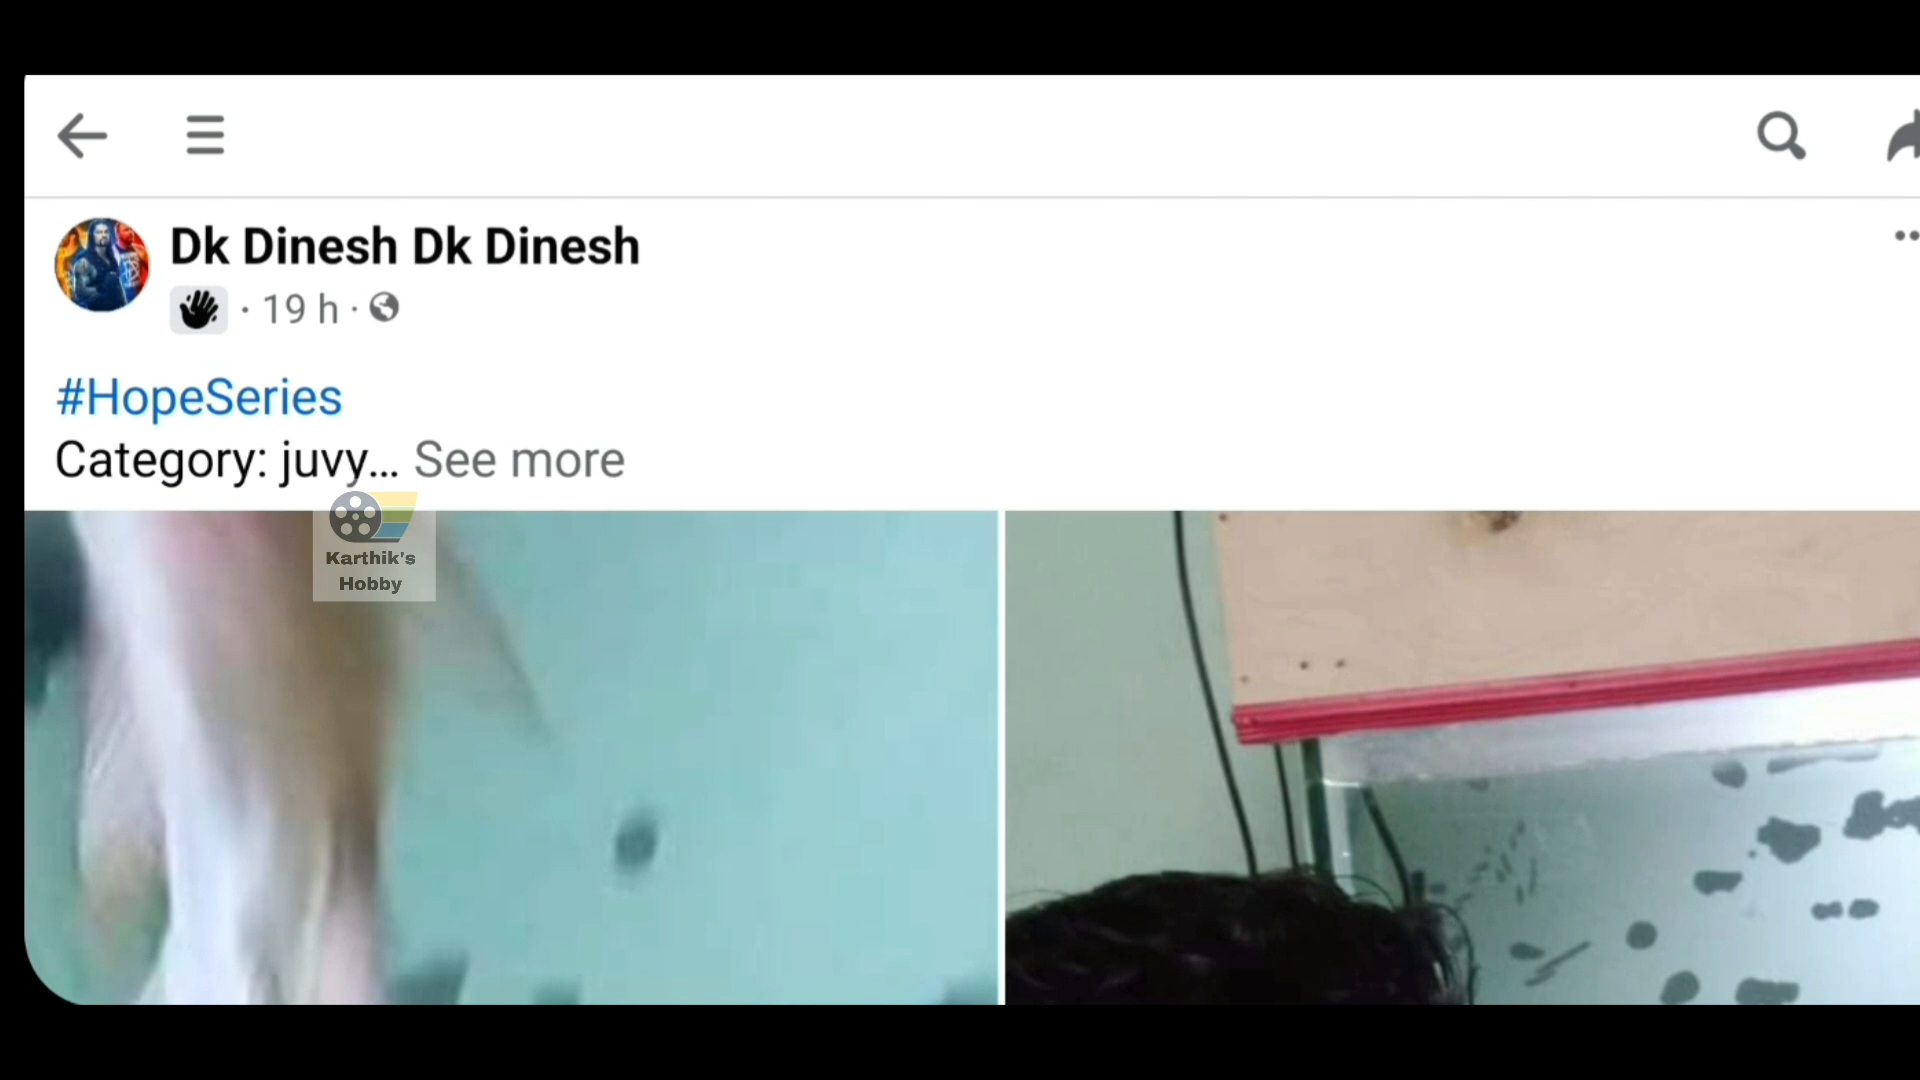 Dk Dinesh Dk Dinesh
· 19 h ·
#HopeSeries
Category: juvy... See more
Karthik's
Hobby